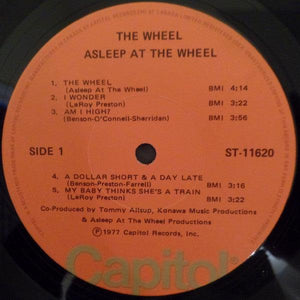 THE WHEEL
ASLEEP AT THE WHEEL
1. THE WHEEL
(Asleep At The Wheel) BMI 4:14
2. I WONDER
(LeRoy Preston) BMI 3:22
3. AM I HIGH?
(Benson-O'Connell-Sherridan) BMI 3:56
SIDE 1 ST-11620
4. A DOLLAR SHORT & A DAY LATE
(Benson-Preston-Farrell) BMI 3:16
5. MY BABY THINKS SHE'S A TRAIN
(LeRoy Preston) BMI 3:22
Co-Produced by Tommy Allsup, Konawa Music Productions
& Asleep At The Wheel Productions
℗1977 Capitol Records, Inc.
Capitol